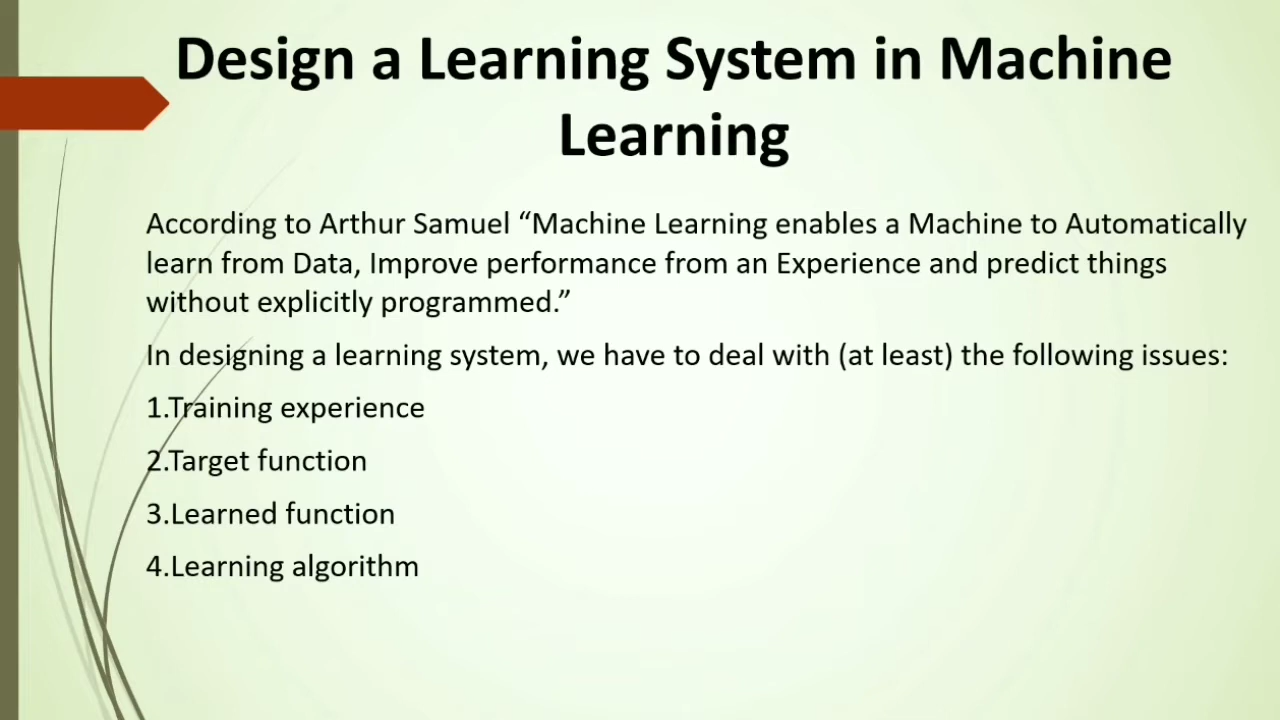 Design a Learning System in Machine
Learning
According to Arthur Samuel “Machine Learning enables a Machine to Automatically
learn from Data, Improve performance from an Experience and predict things
without explicitly programmed.”
In designing a learning system, we have to deal with (at least) the following issues:
1.Training experience
2.Target function
3.Learned function
4.Learning algorithm